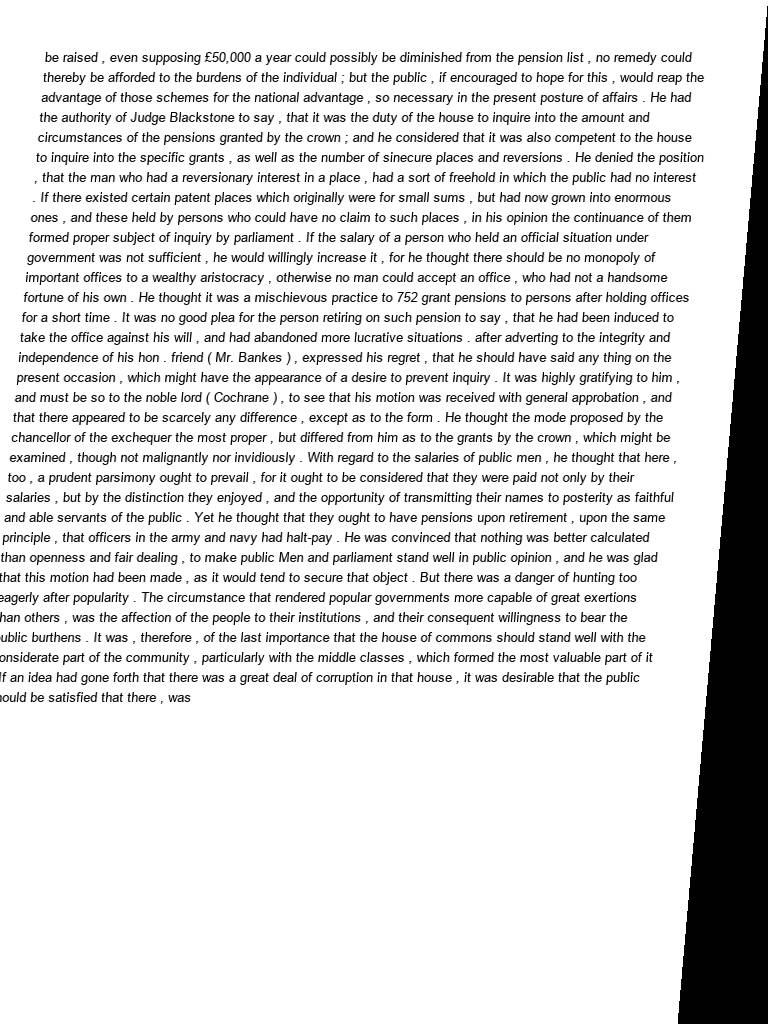 be raised , even supposing £50,000 a year could possibly be diminished from the pension list , no remedy could
thereby be afforded to the burdens of the individual ; but the public , if encouraged to hope for this , would reap the
advantage of those schemes for the national advantage , so necessary in the present posture of affairs . He had
the authority of Judge Blackstone to say , that it was the duty of the house to inquire into the amount and
circumstances of the pensions granted by the crown ; and he considered that it was also competent to the house
to inquire into the specific grants , as well as the number of sinecure places and reversions . He denied the position
, that the man who had a reversionary interest in a place , had a sort of freehold in which the public had no interest
. If there existed certain patent places which originally were for small sums , but had now grown into enormous
ones , and these held by persons who could have no claim to such places , in his opinion the continuance of them
formed proper subject of inquiry by parliament . If the salary of a person who held an official situation under
government was not sufficient , he would willingly increase it , for he thought there should be no monopoly of
important offices to a wealthy aristocracy , otherwise no man could accept an office , who had not a handsome
fortune of his own . He thought it was a mischievous practice to 752 grant pensions to persons after holding offices
for a short time . It was no good plea for the person retiring on such pension to say , that he had been induced to
take the office against his will , and had abandoned more lucrative situations . after adverting to the integrity and
independence of his hon . friend ( Mr. Bankes ) , expressed his regret , that he should have said any thing on the
present occasion , which might have the appearance of a desire to prevent inquiry . It was highly gratifying to him ,
and must be so to the noble lord ( Cochrane ) , to see that his motion was received with general approbation , and
that there appeared to be scarcely any difference , except as to the form . He thought the mode proposed by the
chancellor of the exchequer the most proper , but differed from him as to the grants by the crown , which might be
examined , though not malignantly nor invidiously . With regard to the salaries of public men , he thought that here ,
too , a prudent parsimony ought to prevail , for it ought to be considered that they were paid not only by their
salaries , but by the distinction they enjoyed , and the opportunity of transmitting their names to posterity as faithful
and able servants of the public . Yet he thought that they ought to have pensions upon retirement , upon the same
principle , that officers in the army and navy had halt-pay . He was convinced that nothing was better calculated
than openness and fair dealing , to make public Men and parliament stand well in public opinion , and he was glad
that this motion had been made , as it would tend to secure that object . But there was a danger of hunting too
eagerly after popularity . The circumstance that rendered popular governments more capable of great exertions
han others , was the affection of the people to their institutions , and their consequent willingness to bear the
ublic burthens . It was , therefore , of the last importance that the house of commons should stand well with the
onsiderate part of the community , particularly with the middle classes , which formed the most valuable part of it
If an idea had gone forth that there was a great deal of corruption in that house , it was desirable that the public
hould be satisfied that there , was